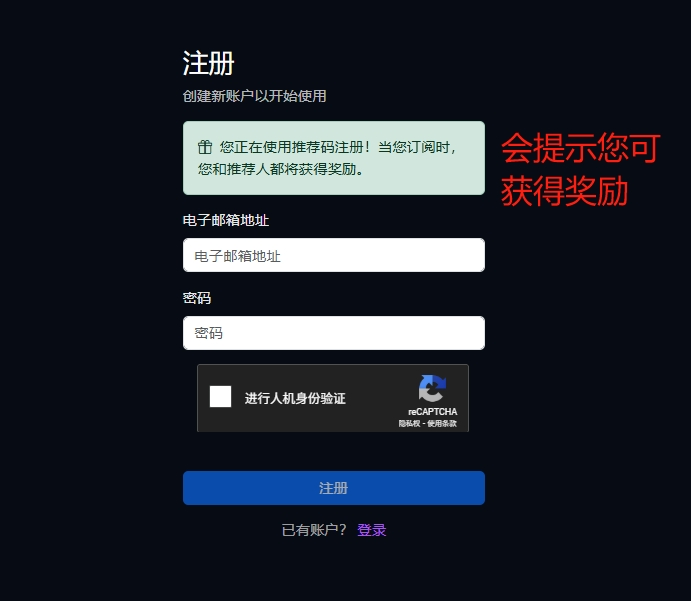 注册
创建新账户以开始使用
您正在使用推荐码注册！当您订阅时，
您和推荐人都将获得奖励。
会提示您可
获得奖励
电子邮箱地址
电子邮箱地址
密码
密码
进行人机身份验证
reCAPTCHA
隐私权 - 使用条款
注册
已有账户？ 登录